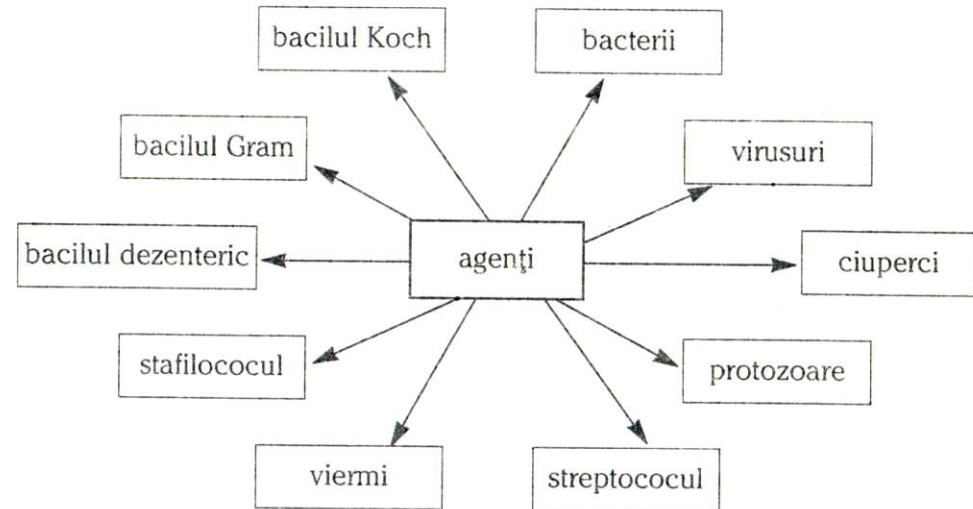 bacilul Koch
bacterii
bacilul Gram
virusuri
bacilul dezenteric
agenţi
ciuperci
stafilococul
protozoare
viermi
streptococul